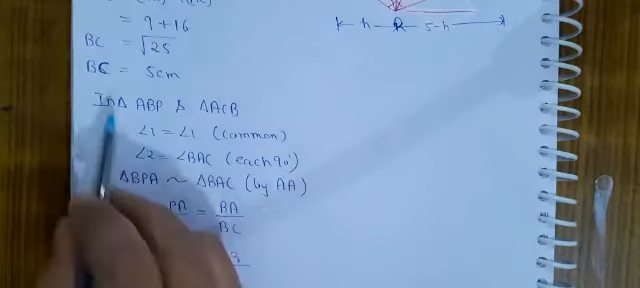 = 9 + 16
BC = √25
BC = 5cm
h 5-h
In Δ ABP & ΔACB
∠1 = ∠1 (common)
∠2 = ∠BAC (each 90°)
ΔBPA ~ ΔBAC (by AA)
PA = BA
BC
3